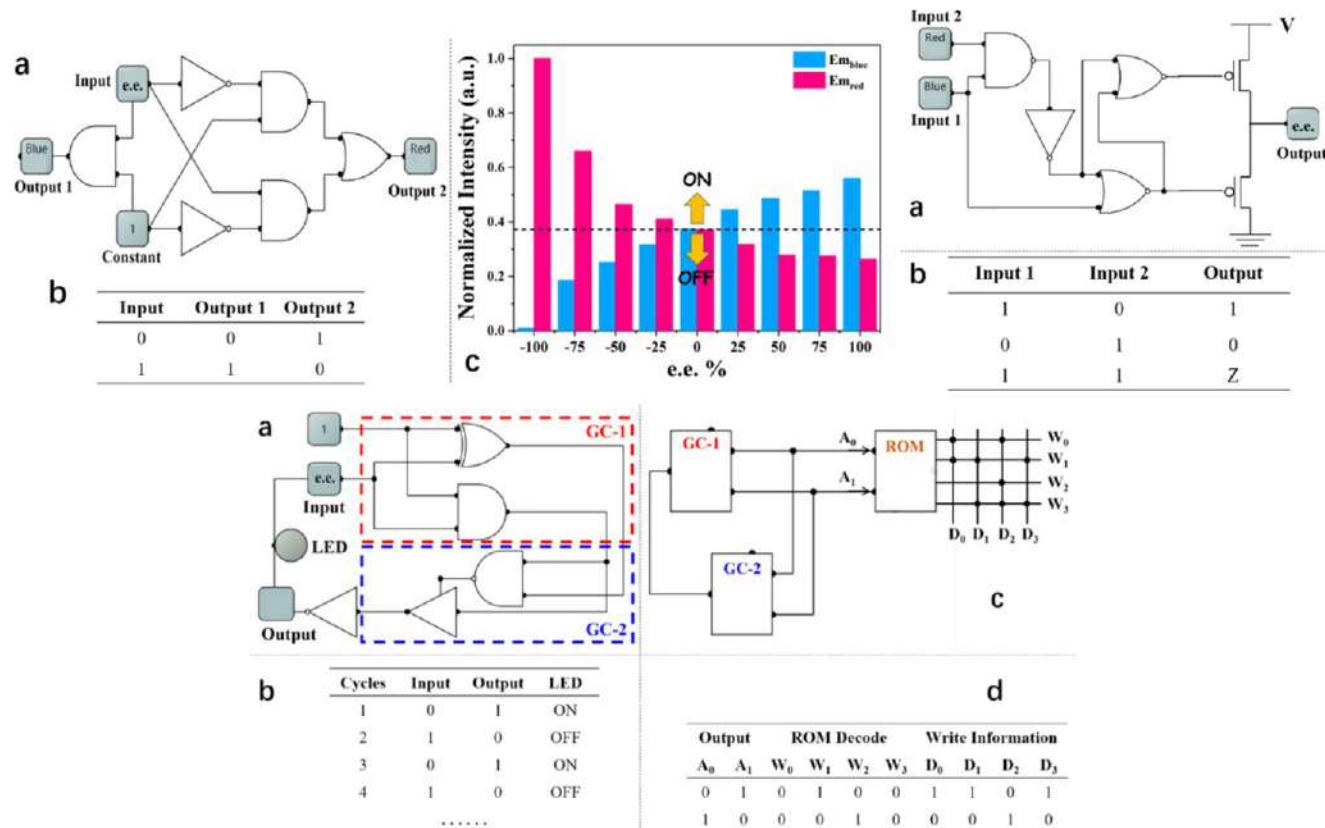 a
Input
e.e.
Blue
Output 1
Red
Output 2
1
Constant
b
Input Output 1 Output 2
0 0 1
1 1 0
Normalized Intensity (a.u.)
1.0
0.8
0.6
0.4
0.2
0.0
Em_blue
Em_red
ON
OFF
-100 -75 -50 -25 0 25 50 75 100
e.e. %
c
Input 2
Red
Blue
Input 1
V
e.e.
Output
a
b
Input 1 Input 2 Output
1 0 1
0 1 0
1 1 Z
a
1
GC-1
e.e.
Input
LED
Output
GC-2
b
Cycles Input Output LED
1 0 1 ON
2 1 0 OFF
3 0 1 ON
4 1 0 OFF
......
GC-1
A₀
A₁
ROM
W₀
W₁
W₂
W₃
D₀ D₁ D₂ D₃
GC-2
c
d
Output ROM Decode Write Information
A₀ A₁ W₀ W₁ W₂ W₃ D₀ D₁ D₂ D₃
0 1 0 1 0 0 1 1 0 1
1 0 0 0 1 0 0 0 1 0